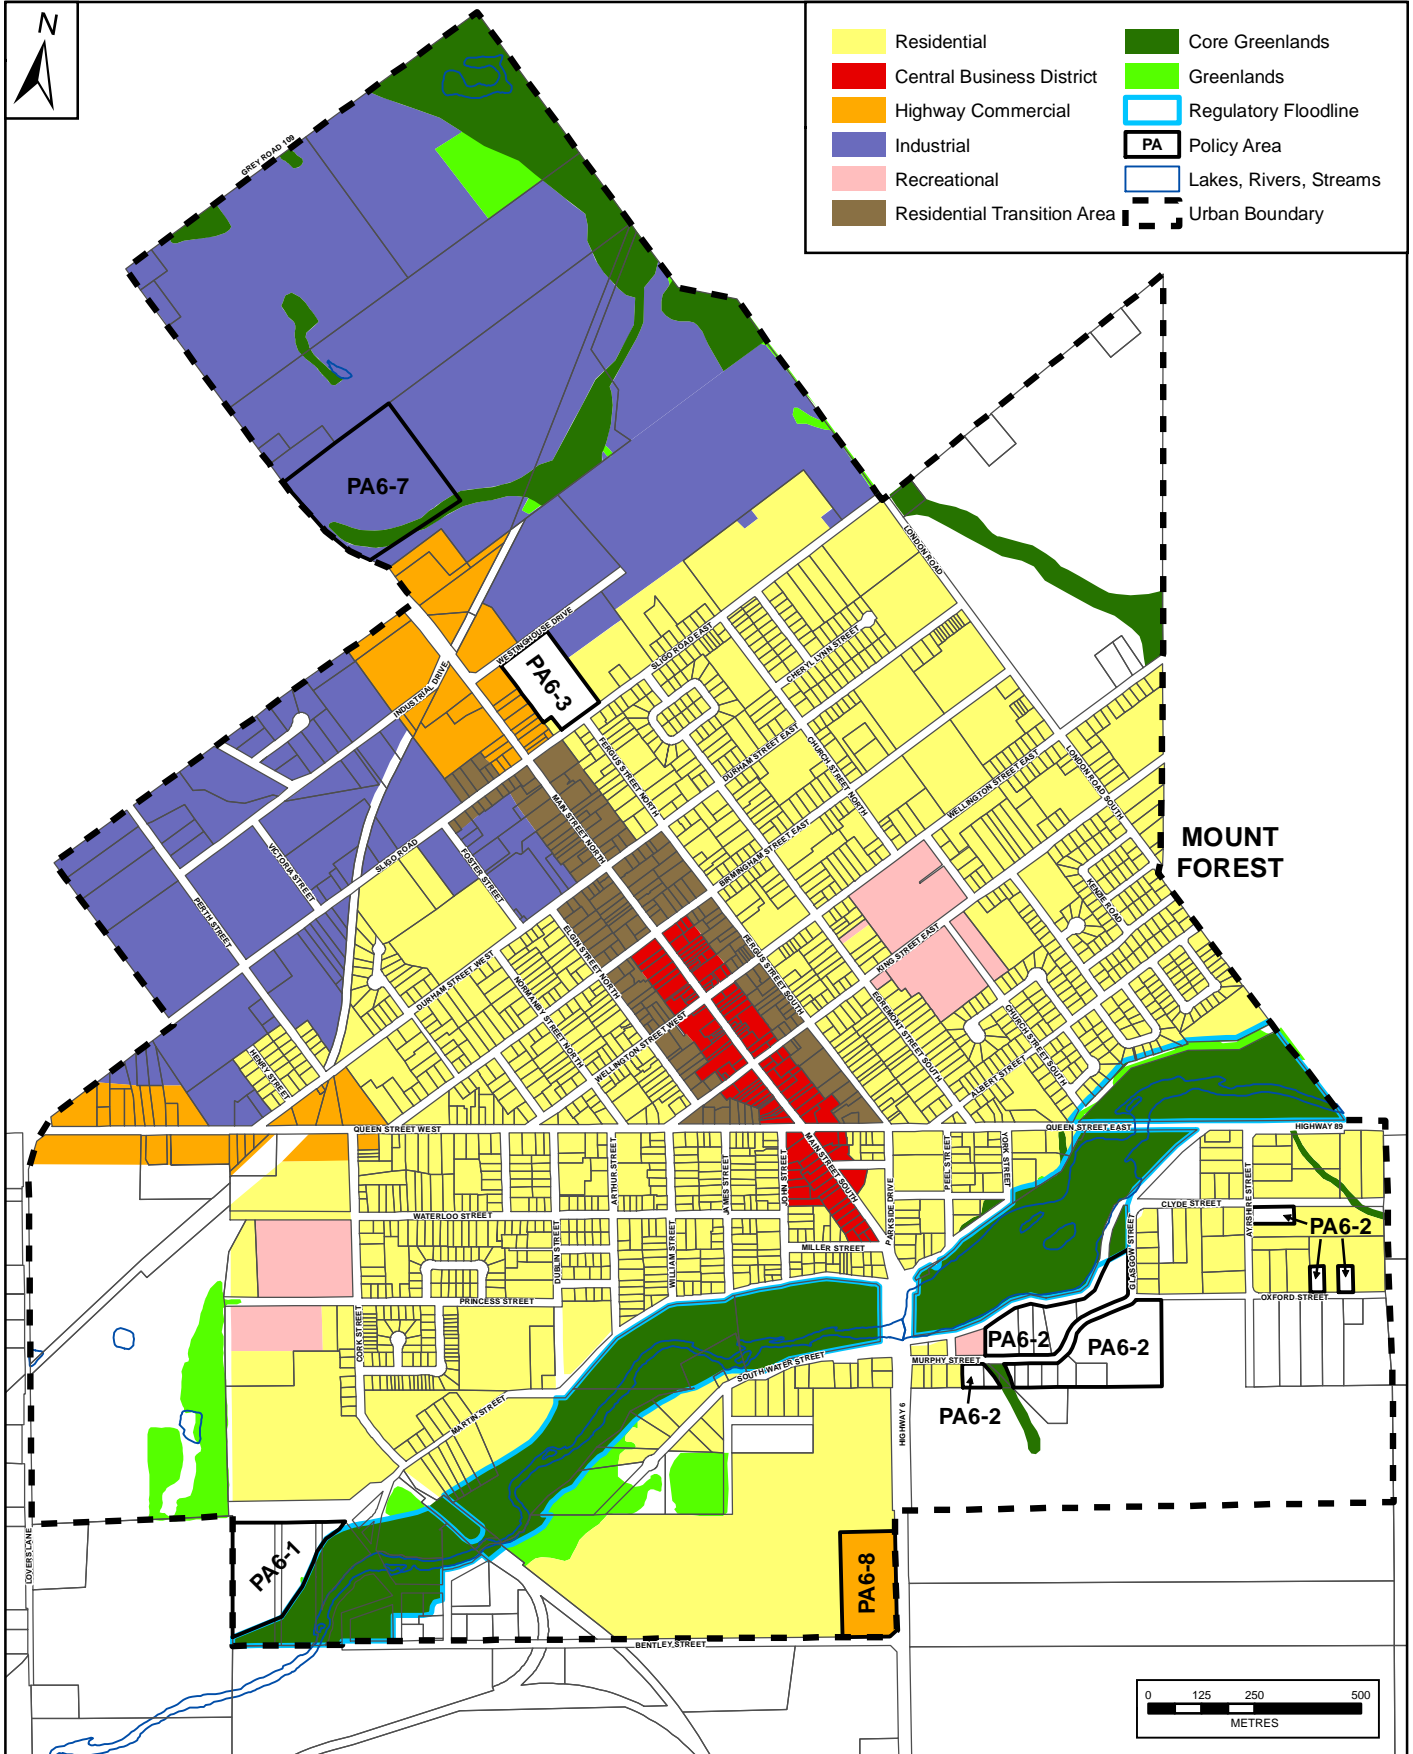 N
Residential
Central Business District
Highway Commercial
Industrial
Recreational
Residential Transition Area
Core Greenlands
Greenlands
Regulatory Floodline
PA Policy Area
Lakes, Rivers, Streams
Urban Boundary
GREY ROAD 109
PA6-7
LONDON ROAD
WESTINGHOUSE DRIVE
PA6-3
SLIGO ROAD EAST
CHERYL LYNN STREET
INDUSTRIAL DRIVE
FERGUS STREET NORTH
DURHAM STREET EAST
CHURCH STREET NORTH
WELLINGTON STREET EAST
LONDON ROAD SOUTH
MAIN STREET NORTH
MOUNT
FOREST
VICTORIA STREET
SLIGO ROAD
FOSTER STREET
BIRMINGHAM STREET EAST
KENZIE ROAD
PERTH STREET
ELGIN STREET NORTH
FERGUS STREET SOUTH
KING STREET EAST
DURHAM STREET WEST
NORMANBY STREET NORTH
WELLINGTON STREET WEST
EGREMONT STREET SOUTH
CHURCH STREET SOUTH
ALBERT STREET
HENRY STREET
QUEEN STREET WEST
QUEEN STREET EAST
HIGHWAY 89
MAIN STREET SOUTH
ARTHUR STREET
JAMES STREET
JOHN STREET
PEEL STREET
YORK STREET
AYRSHIRE STREET
CLYDE STREET
WATERLOO STREET
PARKSIDE DRIVE
GLASGOW STREET
PA6-2
DUBLIN STREET
WILLIAM STREET
MILLER STREET
PRINCESS STREET
OXFORD STREET
CORK STREET
PA6-2
PA6-2
SOUTH WATER STREET
MURPHY STREET
MARTIN STREET
HIGHWAY 6
PA6-2
LOVERS LANE
PA6-1
PA6-8
BENTLEY STREET
0 125 250 500
METRES